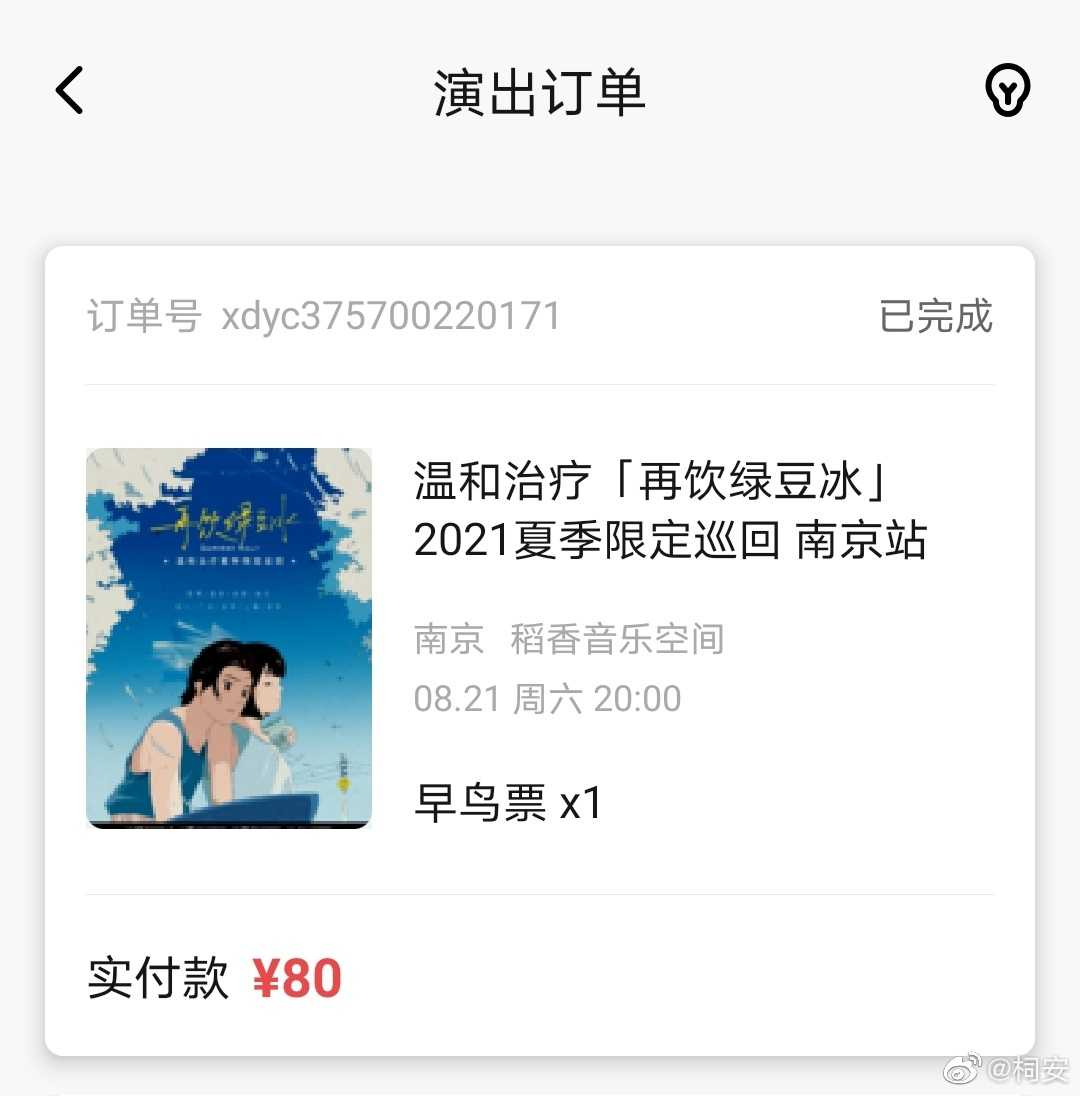 演出订单
订单号 xdyc375700220171
已完成
再饮绿豆冰
温和治疗「再饮绿豆冰」
2021夏季限定巡回 南京站
南京 稻香音乐空间
08.21 周六 20:00
早鸟票 x1
实付款 ¥80
@柯安